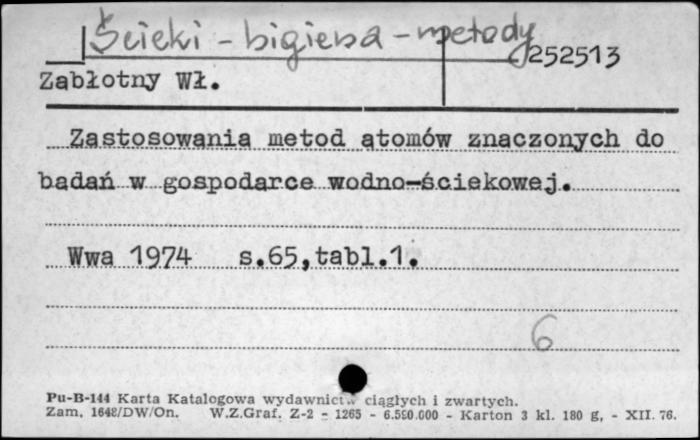 Ścieki - higiena - metody
252513
Zabłotny Wł.
Zastosowania metod atomów znaczonych do
badań w gospodarce wodno-ściekowej.
Wwa 1974 s.65,tabl.1.
6
Pu-B-144 Karta Katalogowa wydawnictw ciągłych i zwartych.
Zam. 1648/DW/On. W.Z.Graf. Z-2 - 1265 - 6.550.000 - Karton 3 kl. 180 g, - XII. 76.